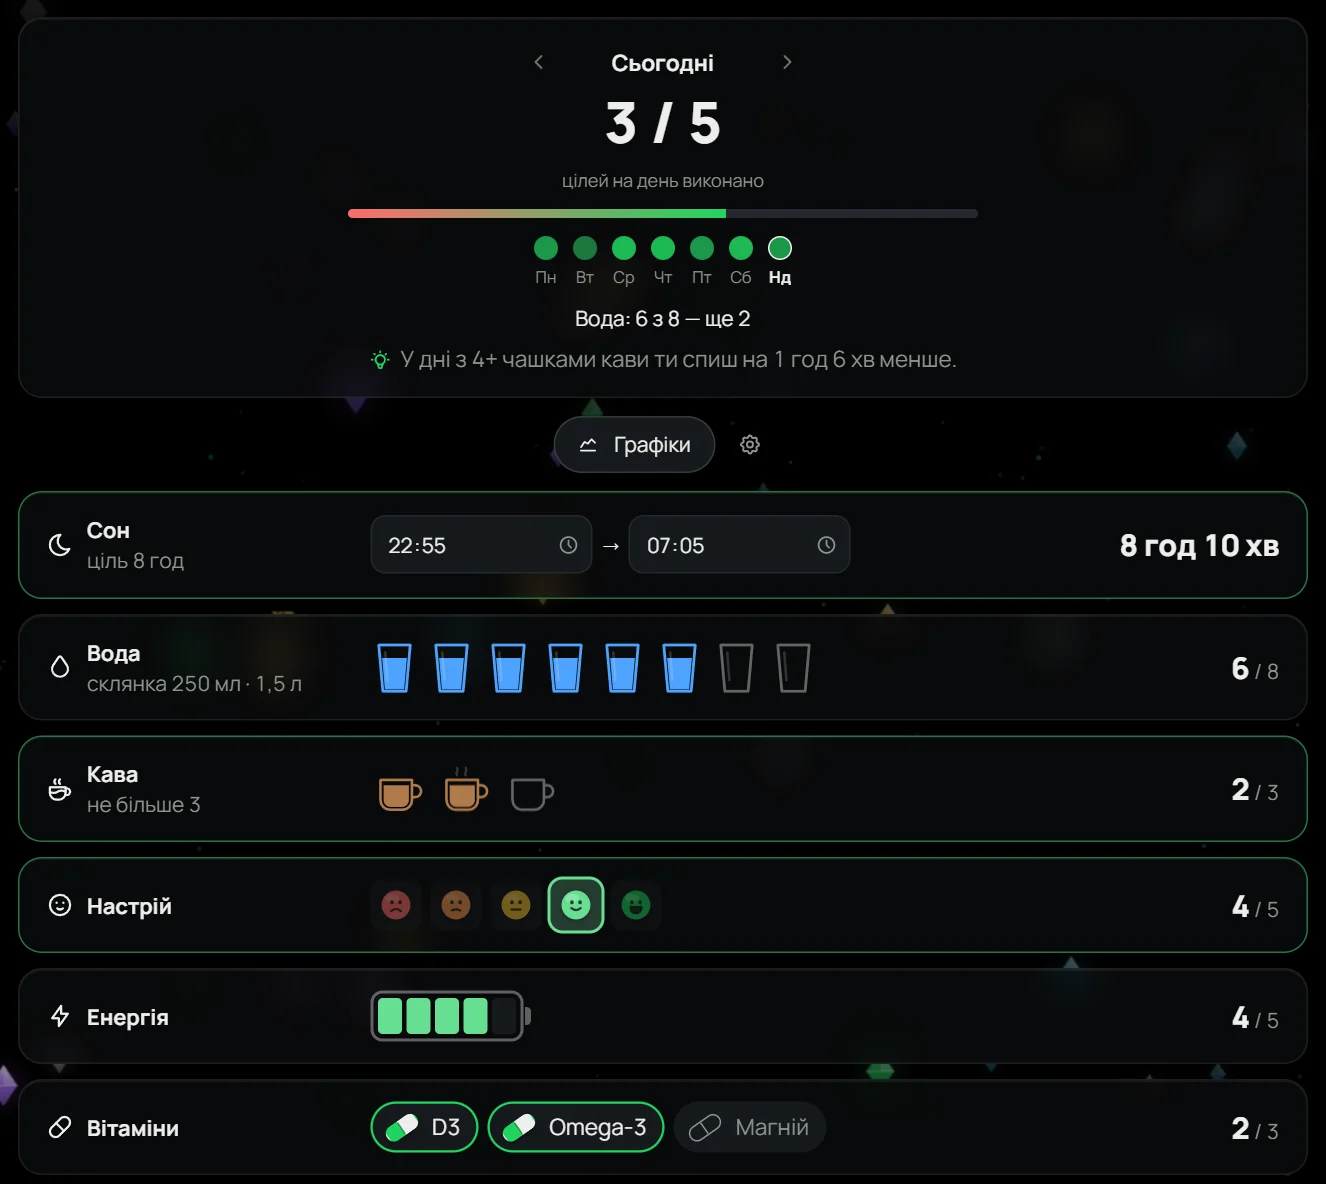 Сьогодні
3 / 5
цілей на день виконано
Пн Вт Ср Чт Пт Сб Нд
Вода: 6 з 8 — ще 2
У дні з 4+ чашками кави ти спиш на 1 год 6 хв менше.
Графіки
Сон
ціль 8 год
22:55 → 07:05
8 год 10 хв
Вода
склянка 250 мл · 1,5 л
6 / 8
Кава
не більше 3
2 / 3
Настрій
4 / 5
Енергія
4 / 5
Вітаміни
D3 Omega-3 Магній
2 / 3